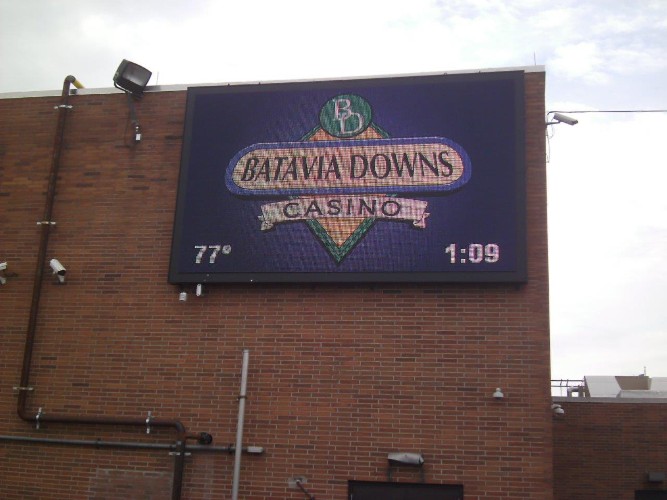 BD
BATAVIA DOWNS
CASINO
77° 1:09